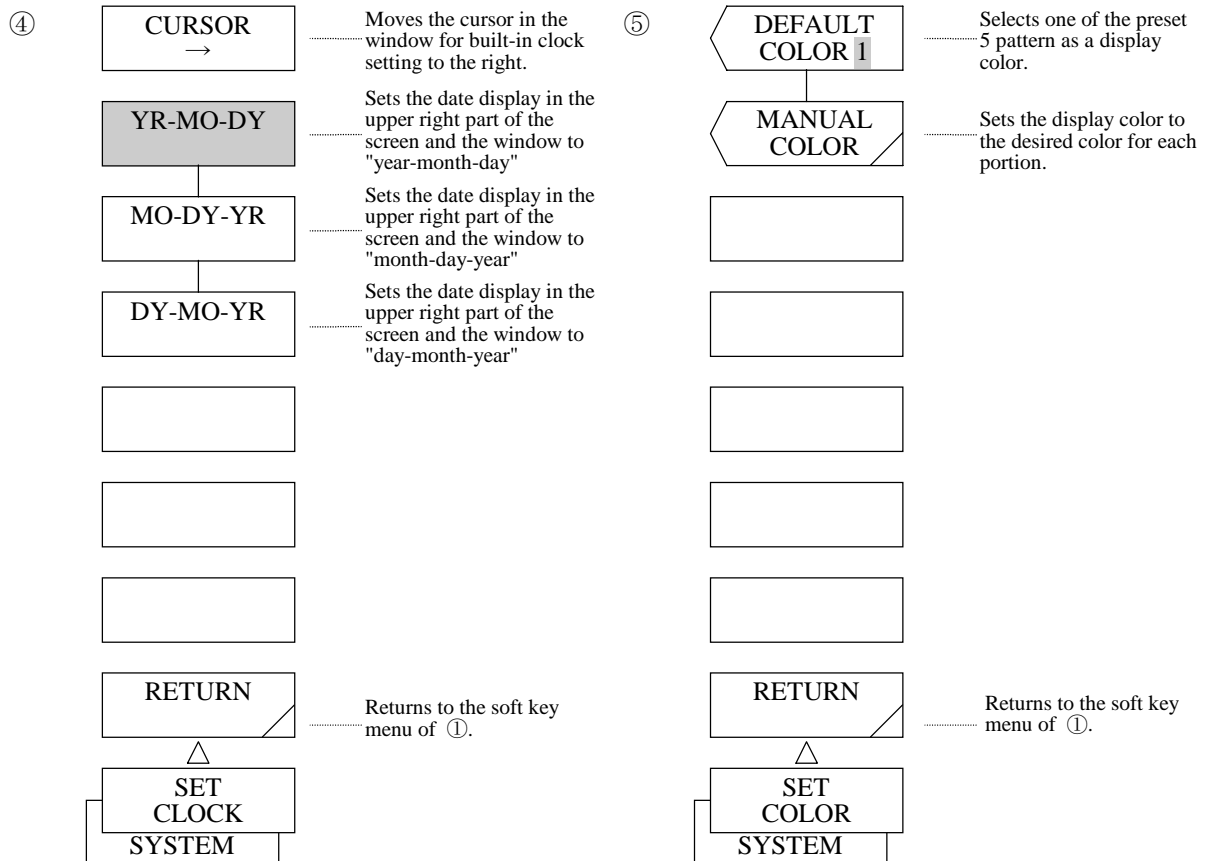 ④
CURSOR
→
Moves the cursor in the
window for built-in clock
setting to the right.
YR-MO-DY
Sets the date display in the
upper right part of the
screen and the window to
"year-month-day"
MO-DY-YR
Sets the date display in the
upper right part of the
screen and the window to
"month-day-year"
DY-MO-YR
Sets the date display in the
upper right part of the
screen and the window to
"day-month-year"
RETURN
Returns to the soft key
menu of ①.
SET
CLOCK
SYSTEM
⑤
DEFAULT
COLOR 1
Selects one of the preset
5 pattern as a display
color.
MANUAL
COLOR
Sets the display color to
the desired color for each
portion.
RETURN
Returns to the soft key
menu of ①.
SET
COLOR
SYSTEM